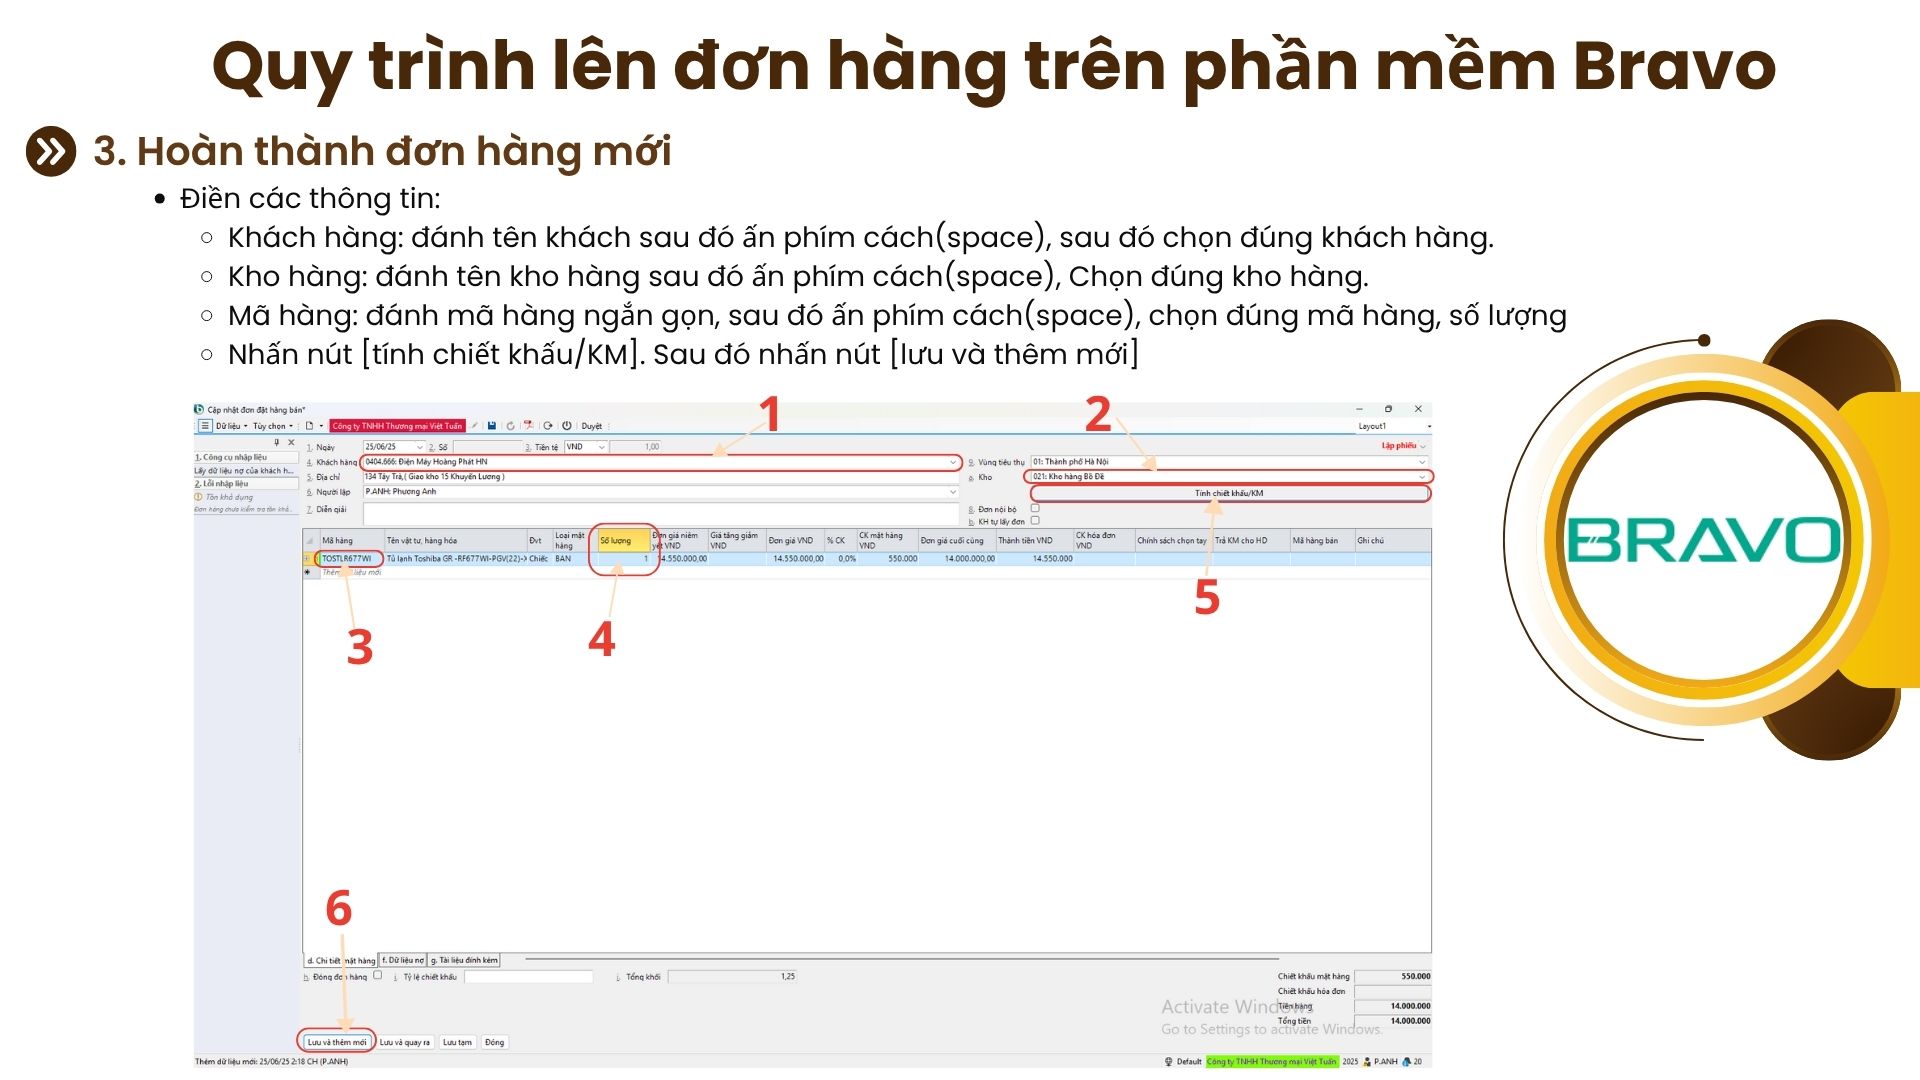 Quy trình lên đơn hàng trên phần mềm Bravo
3. Hoàn thành đơn hàng mới
Điền các thông tin:
Khách hàng: đánh tên khách sau đó ấn phím cách(space), sau đó chọn đúng khách hàng.
Kho hàng: đánh tên kho hàng sau đó ấn phím cách(space), Chọn đúng kho hàng.
Mã hàng: đánh mã hàng ngắn gọn, sau đó ấn phím cách(space), chọn đúng mã hàng, số lượng
Nhấn nút [tính chiết khấu/KM]. Sau đó nhấn nút [lưu và thêm mới]
BRAVO
1 2
Cập nhật đơn đặt hàng bán*
Dữ liệu Tùy chọn Công ty TNHH Thương mại Việt Tuấn Duyệt Layout1
1. Ngày 25/06/25 2. Số 3. Tiền tệ VND 1,00 Lập phiếu
1. Công cụ nhập liệu
4. Khách hàng 0404.666: Điện Máy Hoàng Phát HN 9. Vùng tiêu thụ 01: Thành phố Hà Nội
Lấy dữ liệu nợ của khách h...
5. Địa chỉ 134 Tây Trà,( Giao kho 15 Khuyến Lương ) a. Kho 021: Kho hàng Bồ Đề
2. Lỗi nhập liệu
6. Người lập P.ANH: Phương Anh Tính chiết khấu/KM
Tồn khả dụng
Đơn hàng chưa kiểm tra tồn khả...
7. Diễn giải 8. Đơn nội bộ
b. KH tự lấy đơn
Mã hàng Tên vật tư, hàng hóa Đvt Loại mặt hàng Số lượng Đơn giá niêm yết VND Giá tăng giảm VND Đơn giá VND % CK CK mặt hàng VND Đơn giá cuối cùng Thành tiền VND CK hóa đơn VND Chính sách chọn tay Trả KM cho HD Mã hàng bán Ghi chú
TOSTLR677WI Tủ lạnh Toshiba GR -RF677WI-PGV(22)-X Chiếc BAN 1 14.550.000,00 14.550.000,00 0,0% 550.000 14.000.000,00 14.550.000
Thêm liệu mới
3 4 5
6
d. Chi tiết mặt hàng f. Dữ liệu nợ g. Tài liệu đính kèm
h. Đóng đơn hàng i. Tỷ lệ chiết khấu j. Tổng khối 1,25 Chiết khấu mặt hàng 550.000
Chiết khấu hóa đơn
Tiền hàng 14.000.000
Tổng tiền 14.000.000
Activate Windows
Go to Settings to activate Windows.
Lưu và thêm mới Lưu và quay ra Lưu tạm Đóng
Thêm dữ liệu mới: 25/06/25 2:18 CH (P.ANH) Default Công ty TNHH Thương mại Việt Tuấn 2025 P.ANH 20